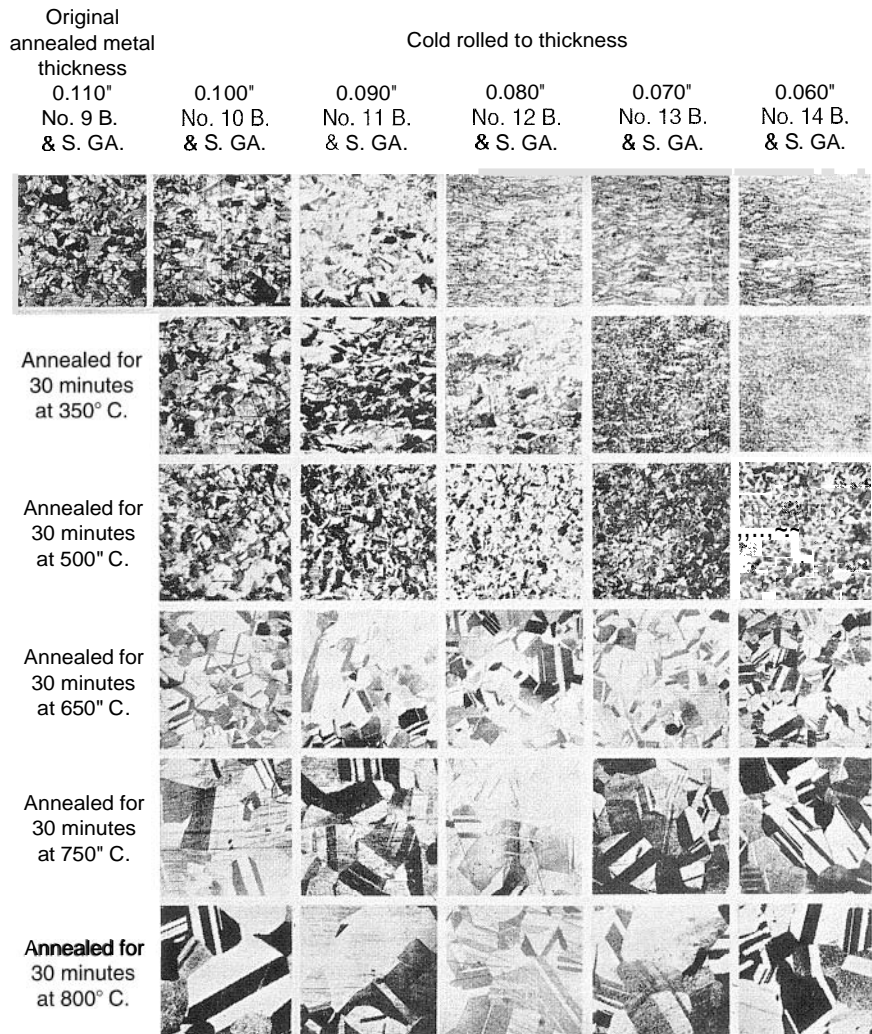 Original
annealed metal
thickness
0.110"
No. 9 B.
& S. GA.
Cold rolled to thickness
0.100"
No. 10 B.
& S. GA.
0.090"
No. 11 B.
& S. GA.
0.080"
No. 12 B.
& S. GA.
0.070"
No. 13 B.
& S. GA.
0.060"
No. 14 B.
& S. GA.
Annealed for
30 minutes
at 350° C.
Annealed for
30 minutes
at 500" C.
Annealed for
30 minutes
at 650" C.
Annealed for
30 minutes
at 750" C.
Annealed for
30 minutes
at 800° C.